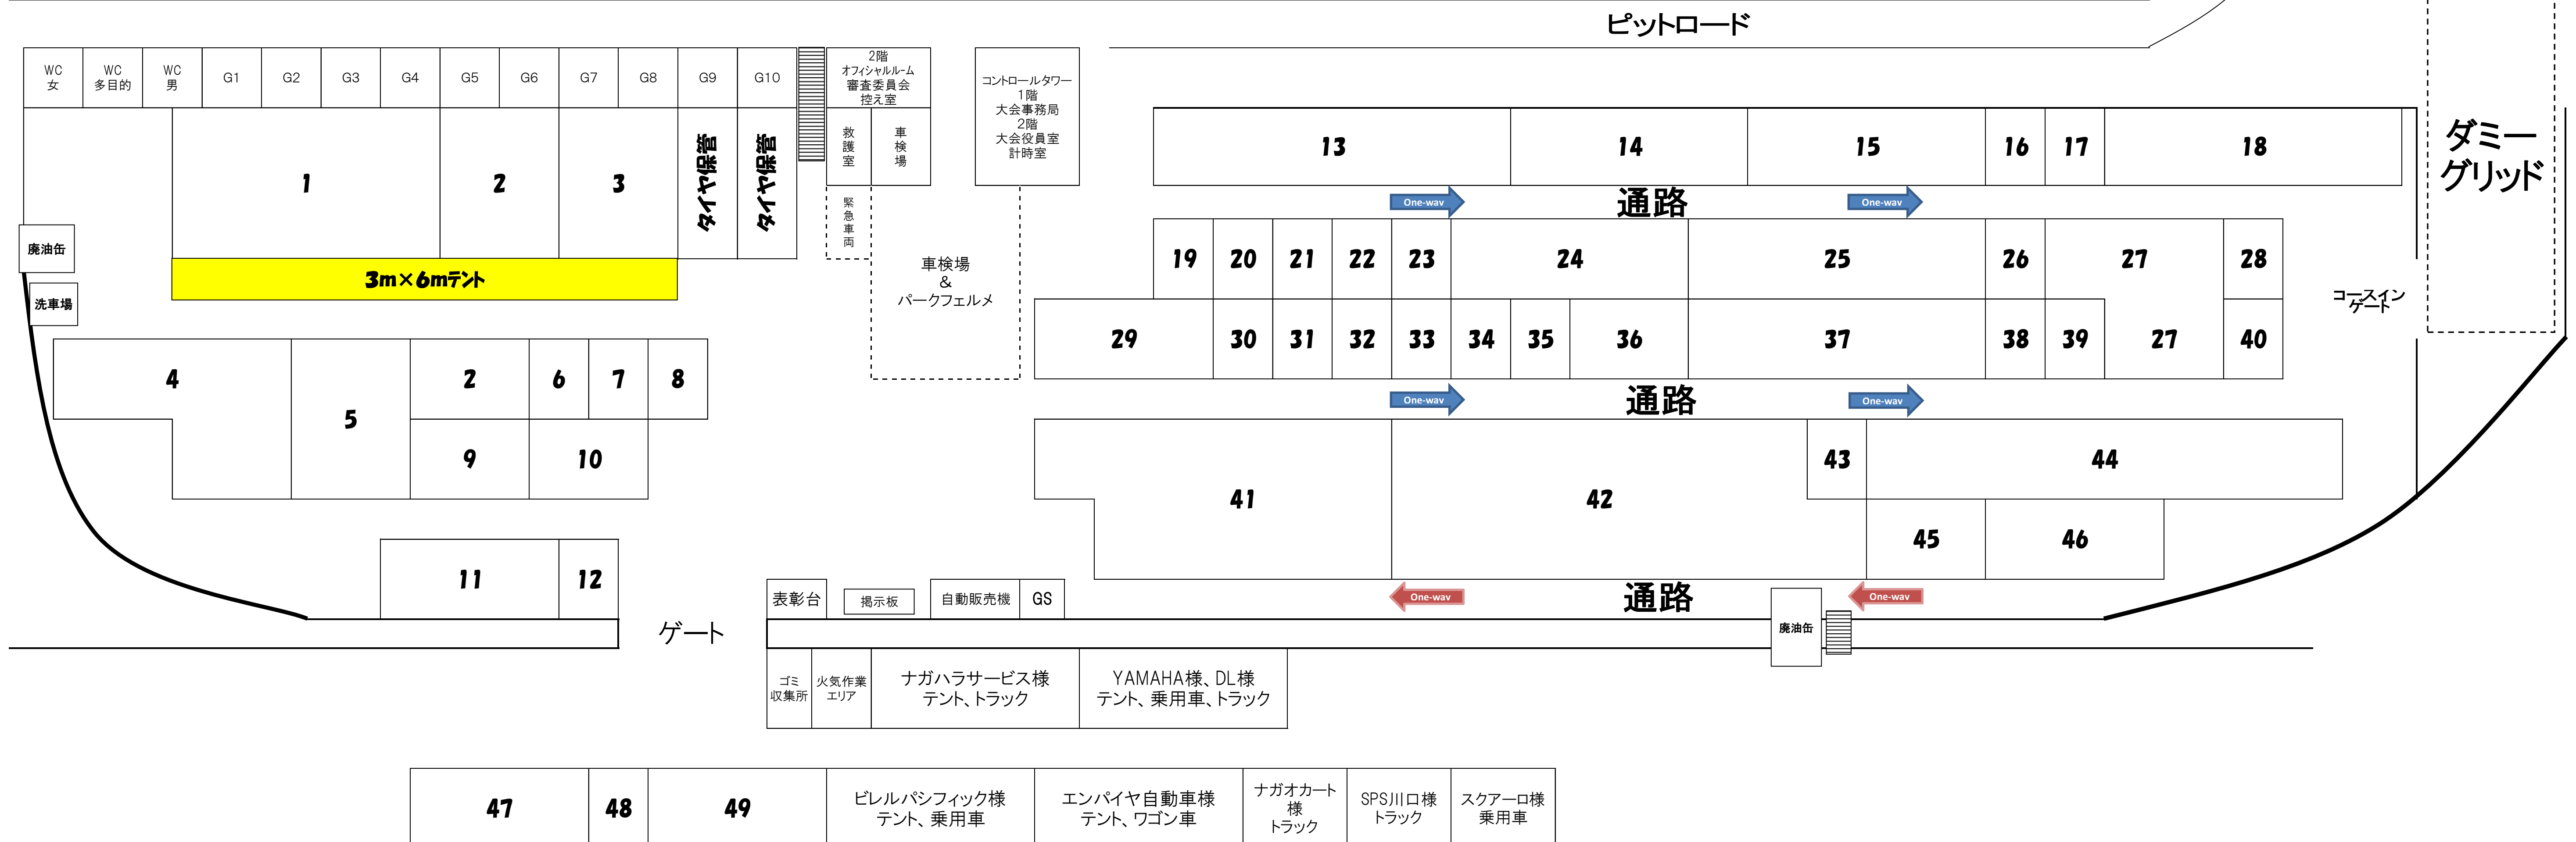 ピットロード
WC
女
WC
多目的
WC
男
G1
G2
G3
G4
G5
G6
G7
G8
G9
G10
2階
オフィシャルルーム
審査委員会
控え室
コントロールタワー
1階
大会事務局
2階
大会役員室
計時室
ダミー
グリッド
1
2
3
タイヤ保管
タイヤ保管
救護室
車検場
緊急車両
13
14
15
16
17
18
One-way
通路
One-way
廃油缶
3m×6mテント
洗車場
車検場
&
パークフェルメ
19
20
21
22
23
24
25
26
27
28
コースイン
ゲート
29
30
31
32
33
34
35
36
37
38
39
27
40
4
5
2
6
7
8
9
10
One-way
通路
One-way
41
42
43
44
45
46
11
12
表彰台
掲示板
自動販売機
GS
One-way
通路
One-way
廃油缶
ゲート
ゴミ
収集所
火気作業
エリア
ナガハラサービス様
テント、トラック
YAMAHA様、DL様
テント、乗用車、トラック
47
48
49
ビレルパシフィック様
テント、乗用車
エンパイヤ自動車様
テント、ワゴン車
ナガオカート
様
トラック
SPS川口様
トラック
スクアーロ様
乗用車